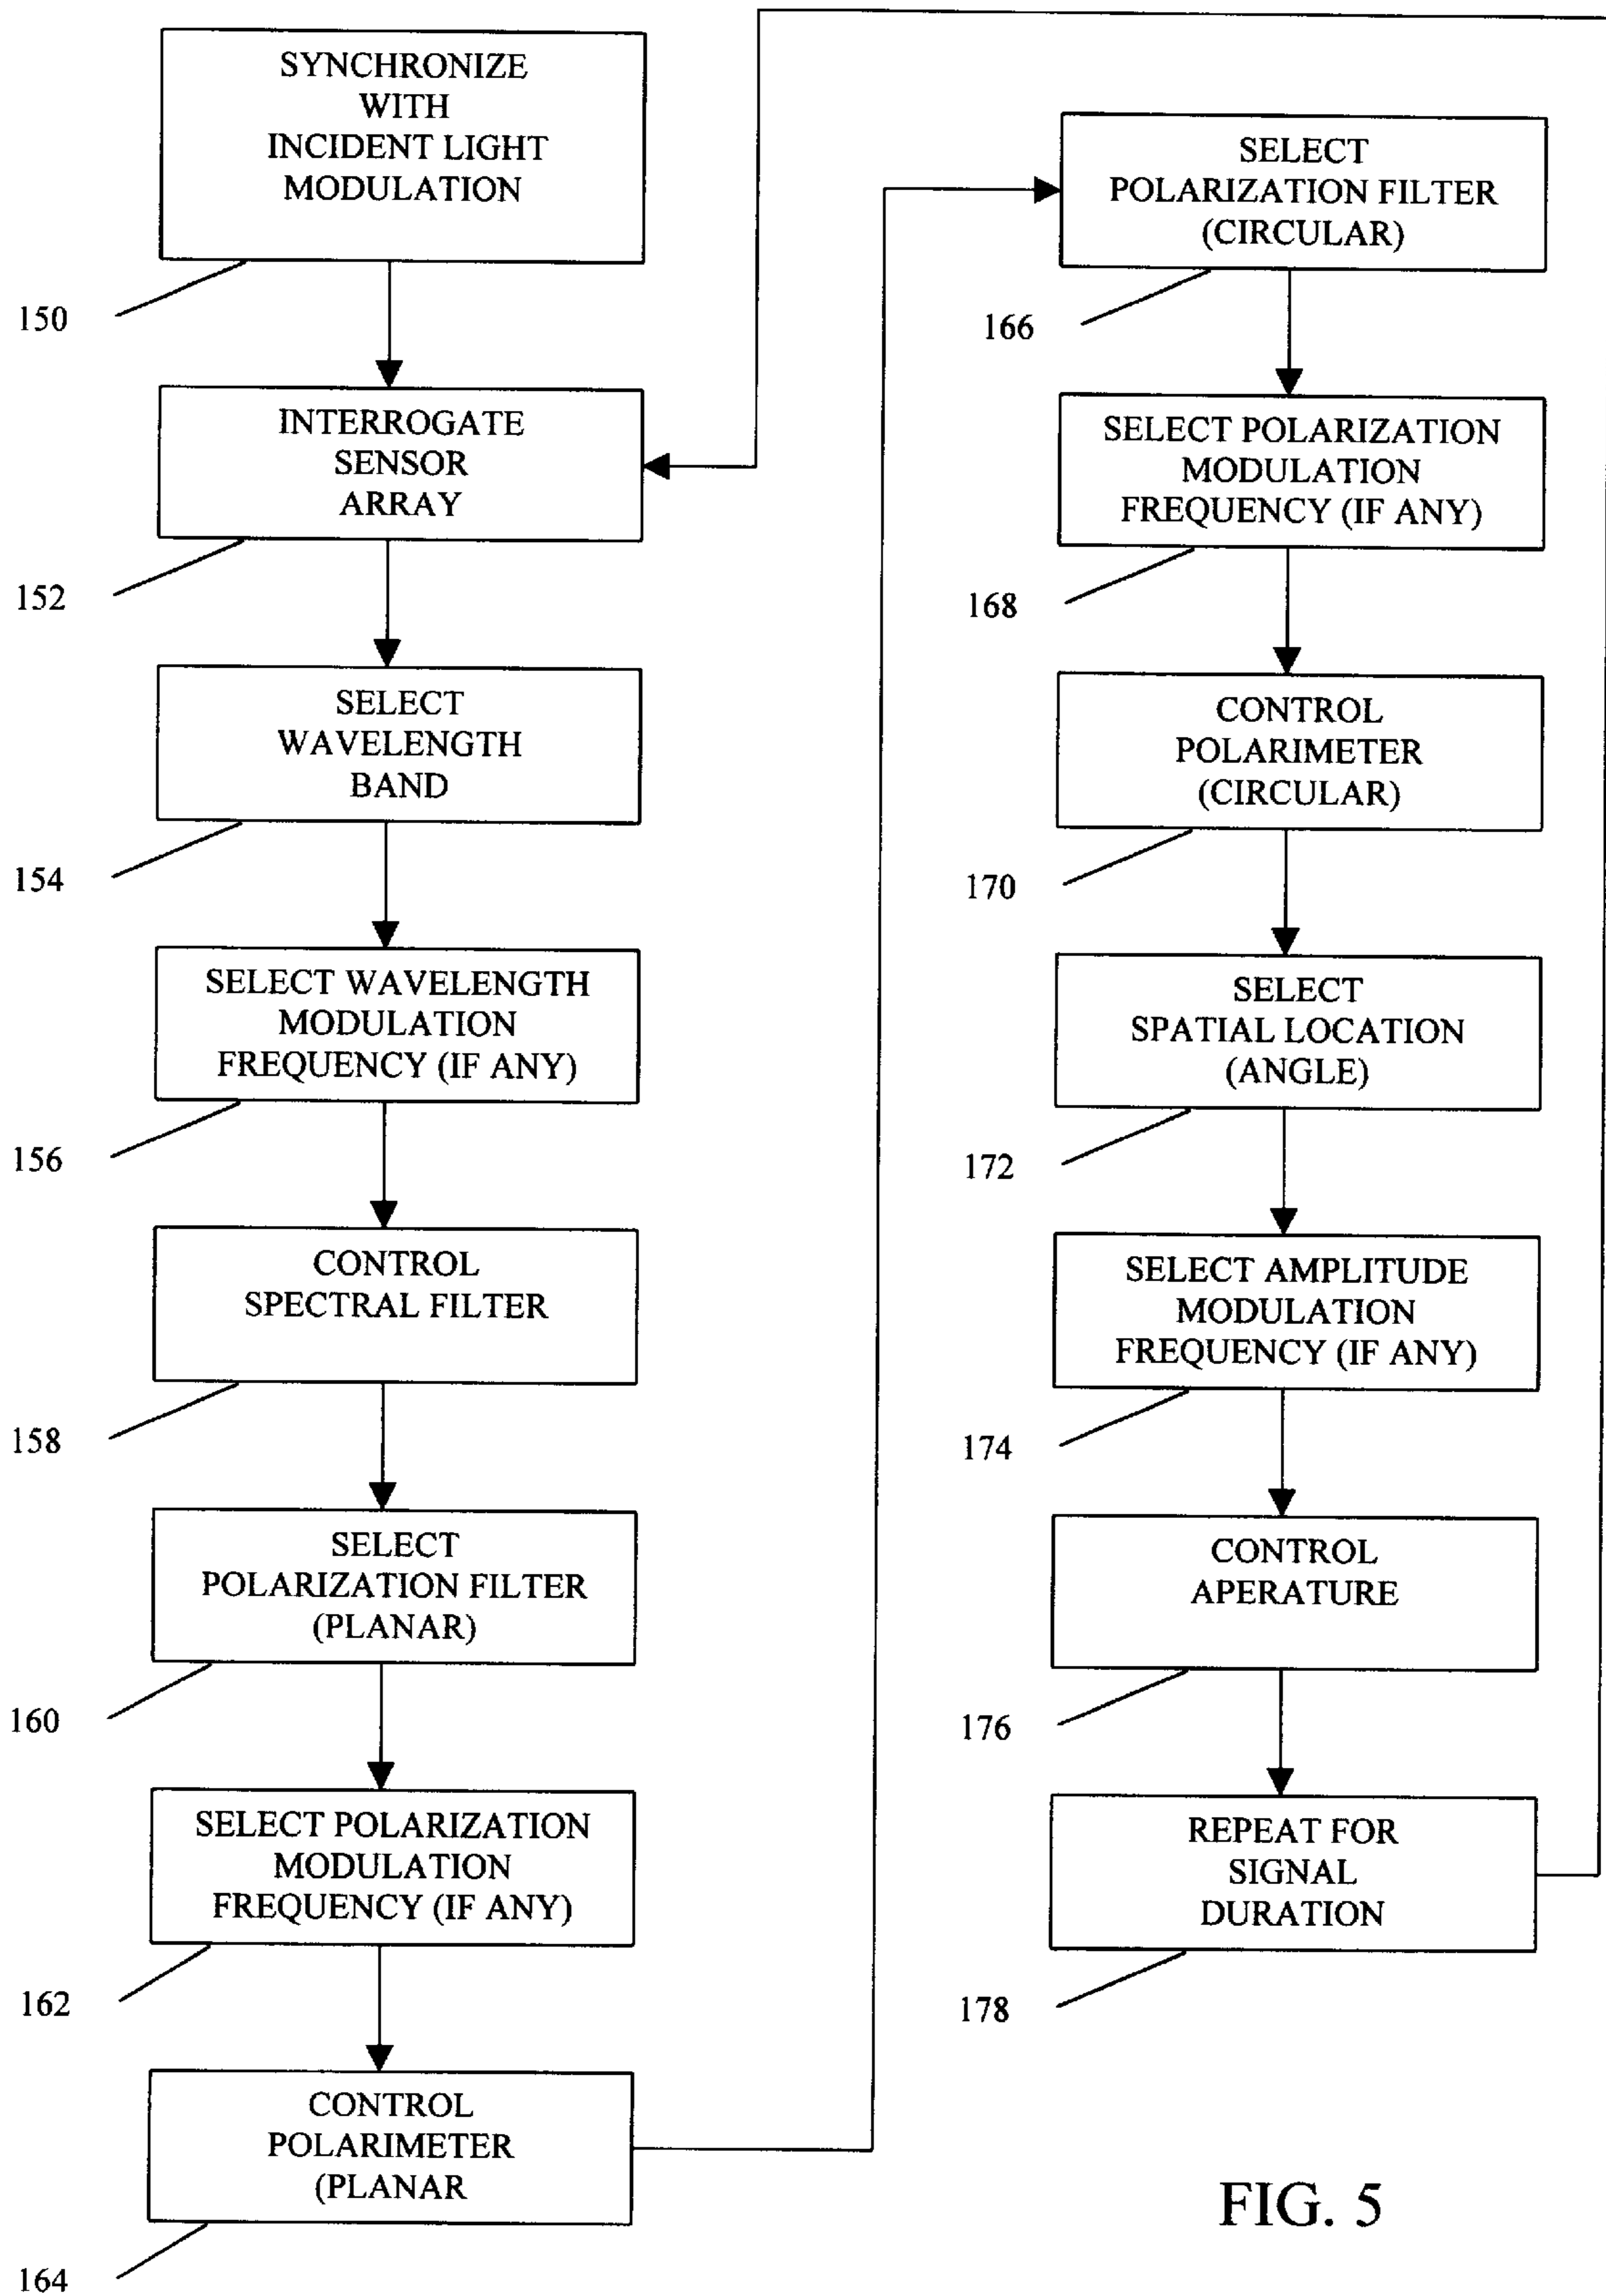 SYNCHRONIZE
WITH
INCIDENT LIGHT
MODULATION
150
INTERROGATE
SENSOR
ARRAY
152
SELECT
WAVELENGTH
BAND
154
SELECT WAVELENGTH
MODULATION
FREQUENCY (IF ANY)
156
CONTROL
SPECTRAL FILTER
158
SELECT
POLARIZATION FILTER
(PLANAR)
160
SELECT POLARIZATION
MODULATION
FREQUENCY (IF ANY)
162
CONTROL
POLARIMETER
(PLANAR
164
SELECT
POLARIZATION FILTER
(CIRCULAR)
166
SELECT POLARIZATION
MODULATION
FREQUENCY (IF ANY)
168
CONTROL
POLARIMETER
(CIRCULAR)
170
SELECT
SPATIAL LOCATION
(ANGLE)
172
SELECT AMPLITUDE
MODULATION
FREQUENCY (IF ANY)
174
CONTROL
APERATURE
176
REPEAT FOR
SIGNAL
DURATION
178
FIG. 5